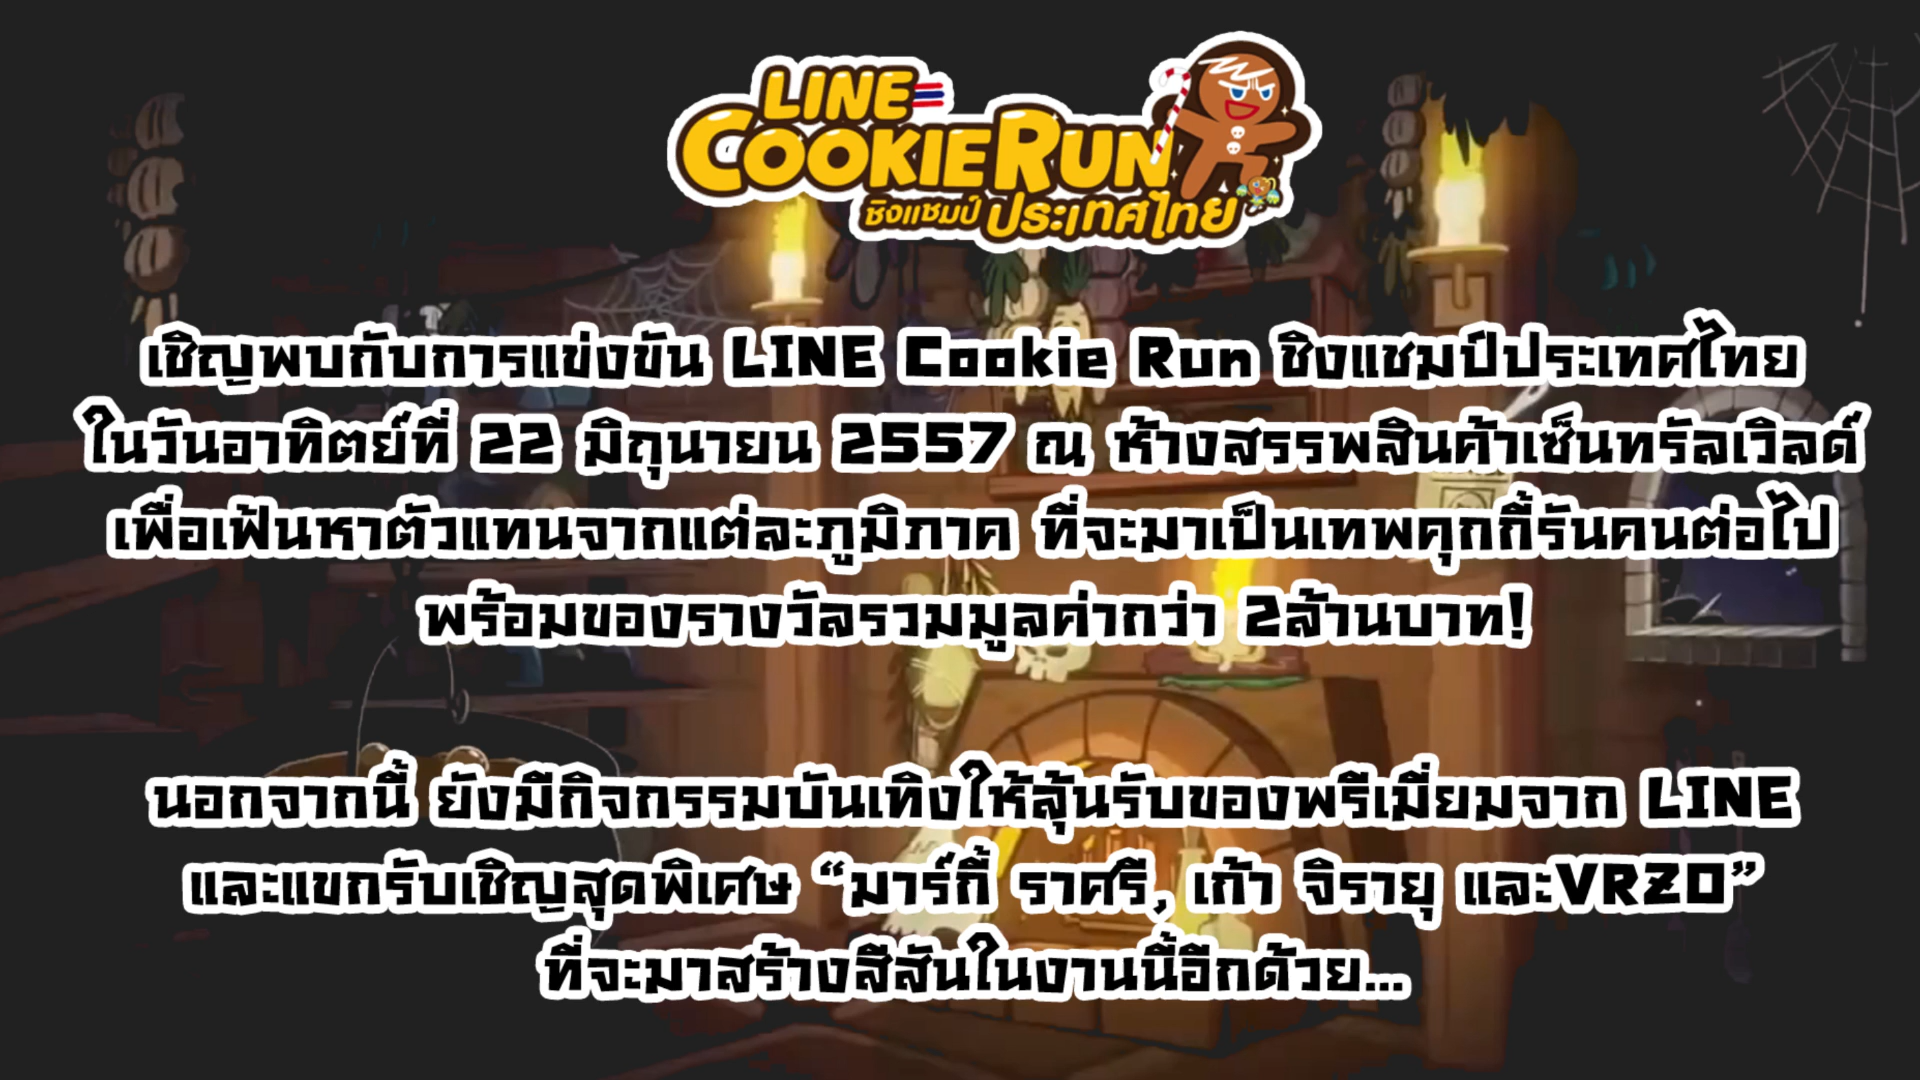 LINE
COOKIERUN
ชิงแชมป์ ประเทศไทย
เชิญพบกับการแข่งขัน LINE Cookie Run ชิงแชมป์ประเทศไทย
ในวันอาทิตย์ที่ 22 มิถุนายน 2557 ณ ห้างสรรพสินค้าเซ็นทรัลเวิลด์
เพื่อเฟ้นหาตัวแทนจากแต่ละภูมิภาค ที่จะมาเป็นเทพคุกกี้รันคนต่อไป
พร้อมของรางวัลรวมมูลค่ากว่า 2ล้านบาท!
นอกจากนี้ ยังมีกิจกรรมบันเทิงให้ลุ้นรับของพรีเมี่ยมจาก LINE
และแขกรับเชิญสุดพิเศษ “มาร์กี้ ราศรี, เก้า จิรายุ และVRZO”
ที่จะมาสร้างสีสันในงานนี้อีกด้วย...